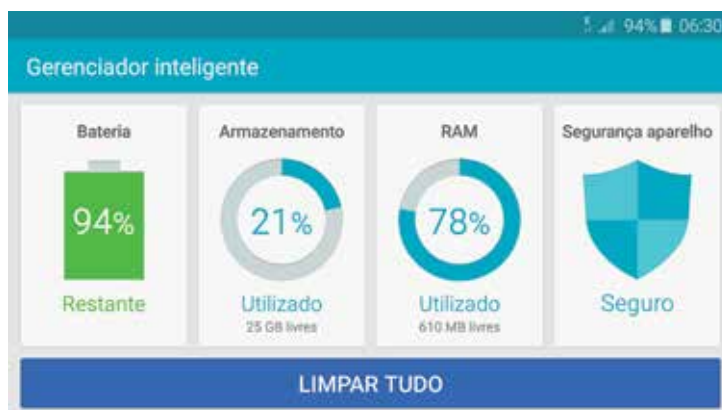 94% 06:30
Gerenciador inteligente
Bateria
94%
Restante
Armazenamento
21%
Utilizado
25 GB livres
RAM
78%
Utilizado
610 MB livres
Segurança aparelho
Seguro
LIMPAR TUDO